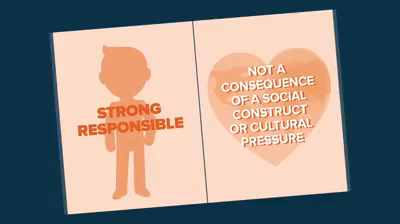 STRONG
RESPONSIBLE
NOT A
CONSEQUENCE
OF A SOCIAL
CONSTRUCT
OR CULTURAL
PRESSURE